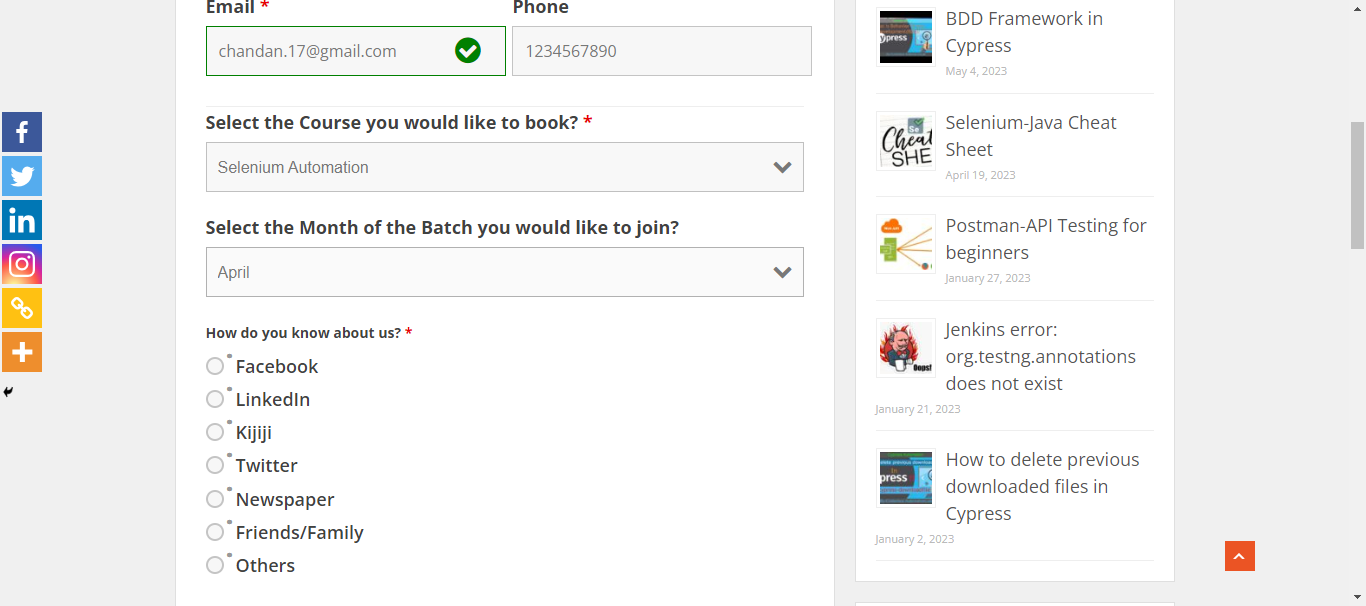 Email *
Phone
chandan.17@gmail.com
1234567890
Select the Course you would like to book? *
Selenium Automation
Select the Month of the Batch you would like to join?
April
How do you know about us? *
Facebook
LinkedIn
Kijiji
Twitter
Newspaper
Friends/Family
Others
BDD Framework in
Cypress
May 4, 2023
Selenium-Java Cheat
Sheet
April 19, 2023
Postman-API Testing for
beginners
January 27, 2023
Jenkins error:
org.testng.annotations
does not exist
January 21, 2023
How to delete previous
downloaded files in
Cypress
January 2, 2023